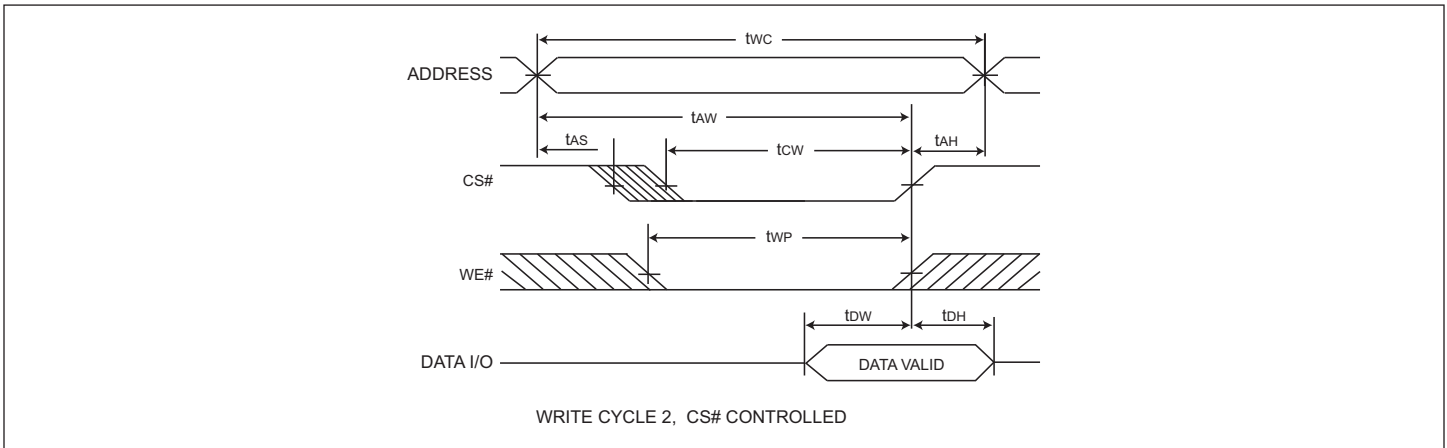 tWC
ADDRESS
tAW
tAS
tCW
tAH
CS#
tWP
WE#
tDW
tDH
DATA I/O
DATA VALID
WRITE CYCLE 2, CS# CONTROLLED